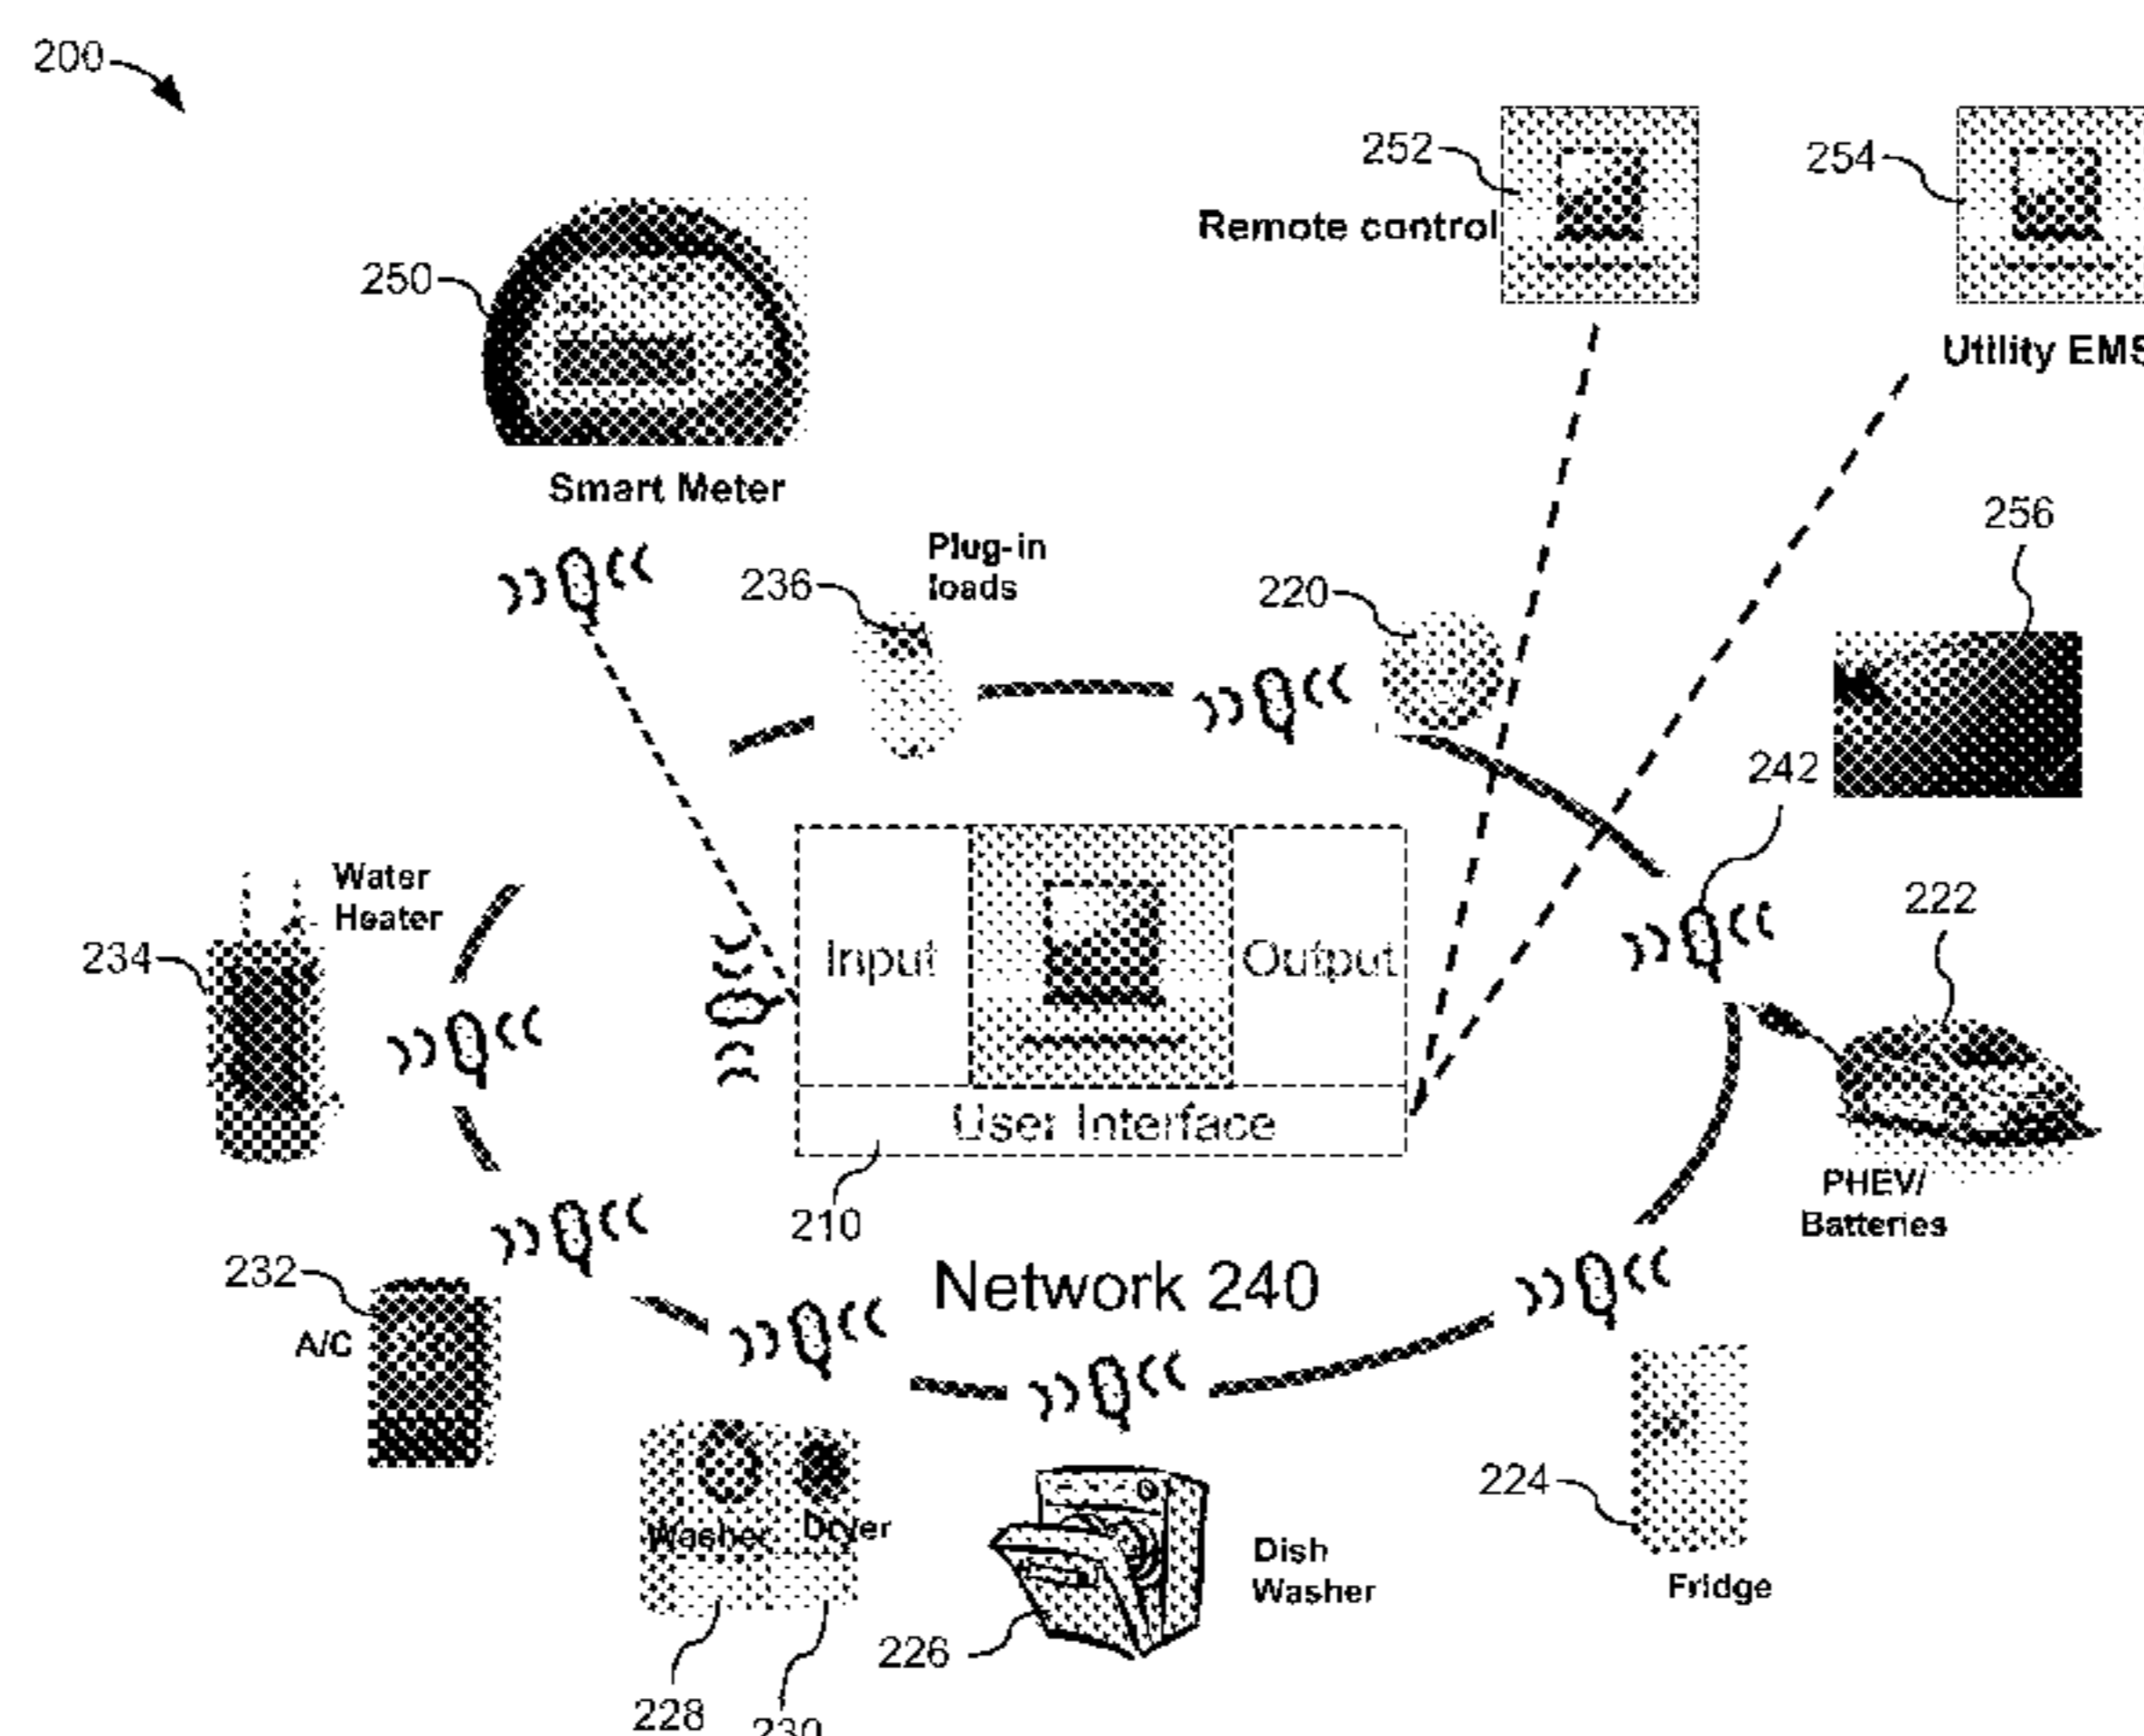 200
252
254
Remote control
250
Utility EMS
Smart Meter
256
Plug-in
loads
236
220
242
Water
Heater
222
234
Input
Output
User Interface
PHEV/
Batteries
210
Network 240
232
A/C
224
Washer
Dryer
Dish
Washer
Fridge
226
228
230